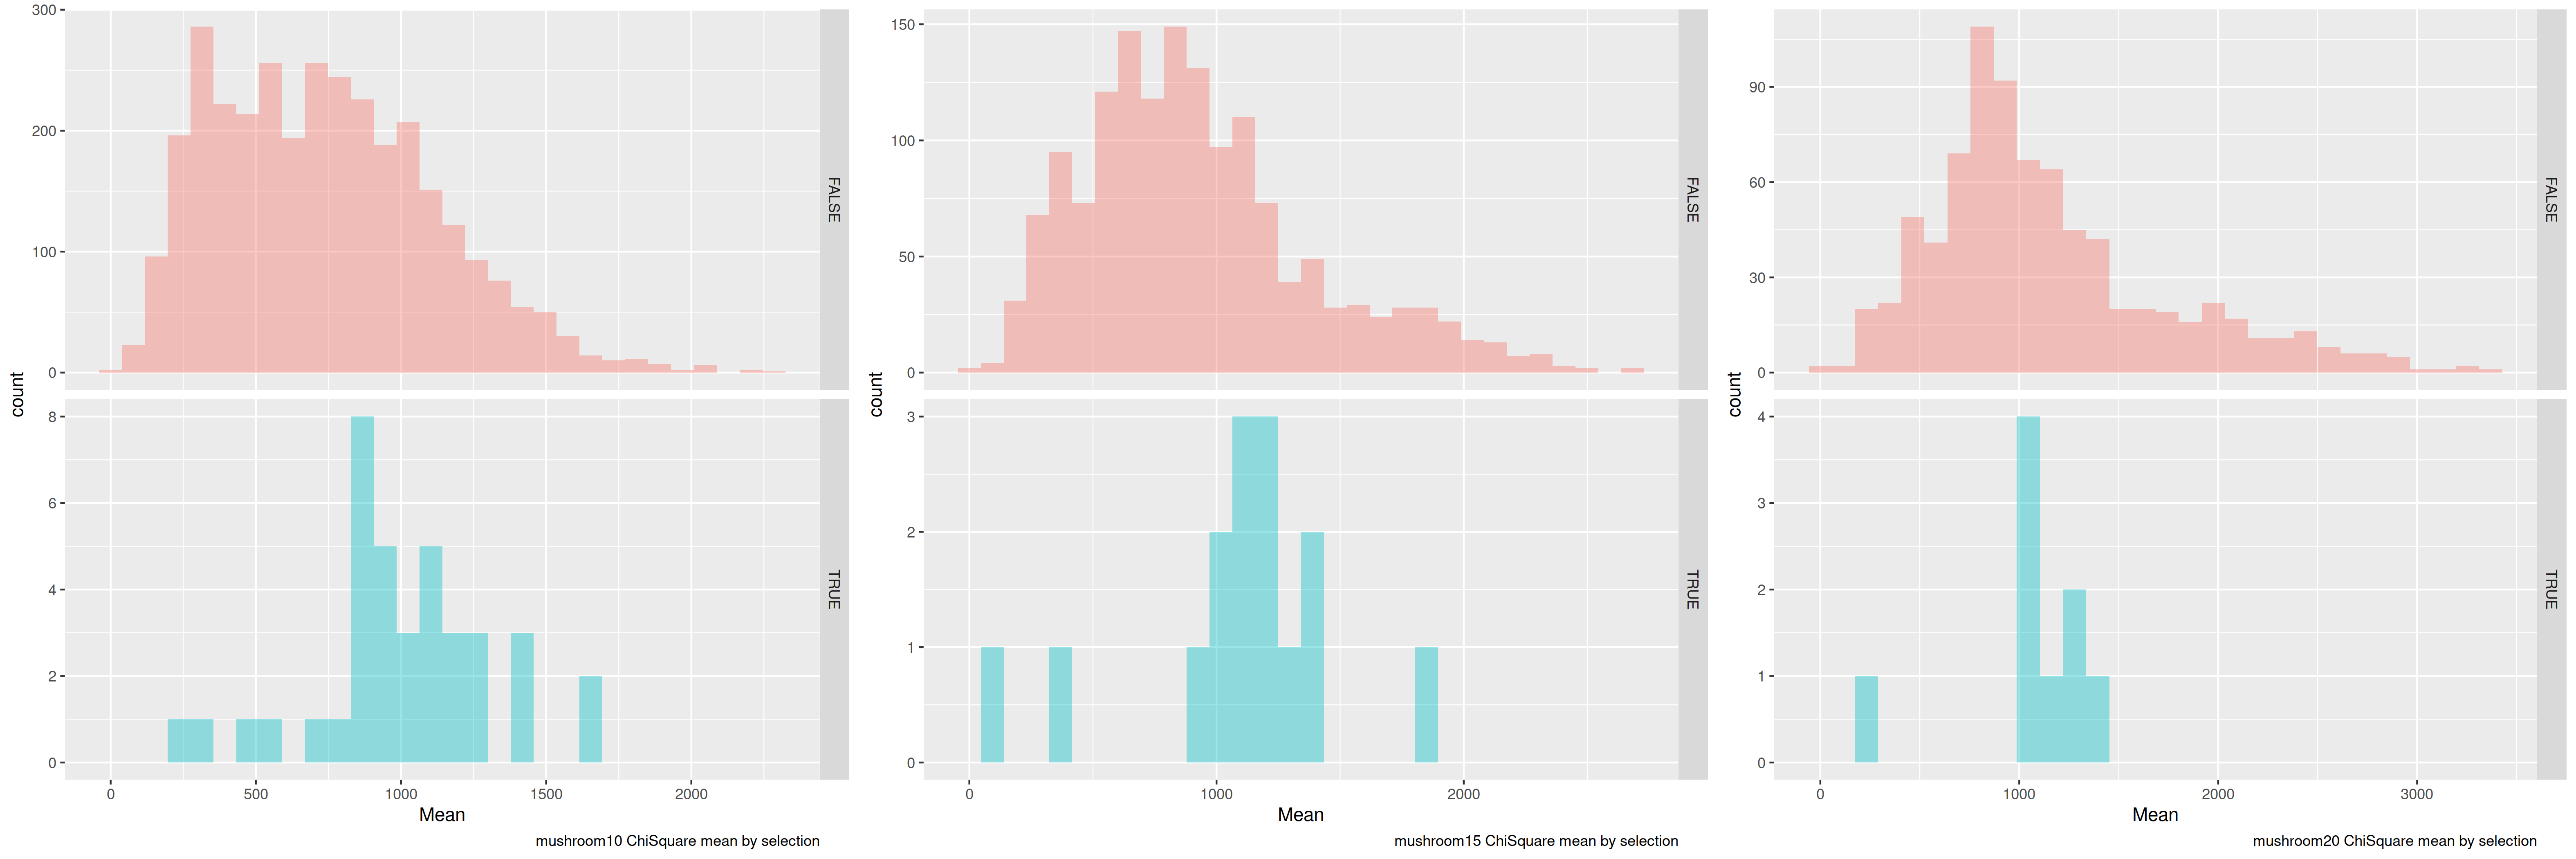 300
200
100
0
FALSE
8
6
4
2
0
TRUE
count
0 500 1000 1500 2000
Mean
mushroom10 ChiSquare mean by selection
150
100
50
0
FALSE
3
2
1
0
TRUE
count
0 1000 2000
Mean
mushroom15 ChiSquare mean by selection
90
60
30
0
FALSE
4
3
2
1
0
TRUE
count
0 1000 2000 3000
Mean
mushroom20 ChiSquare mean by selection